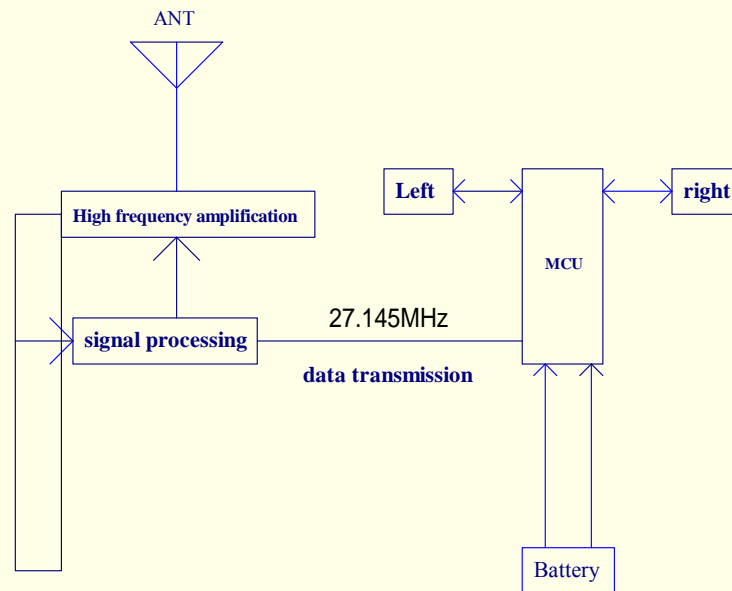 ANT
Left
right
High frequency amplification
MCU
27.145MHz
signal processing
data transmission
Battery